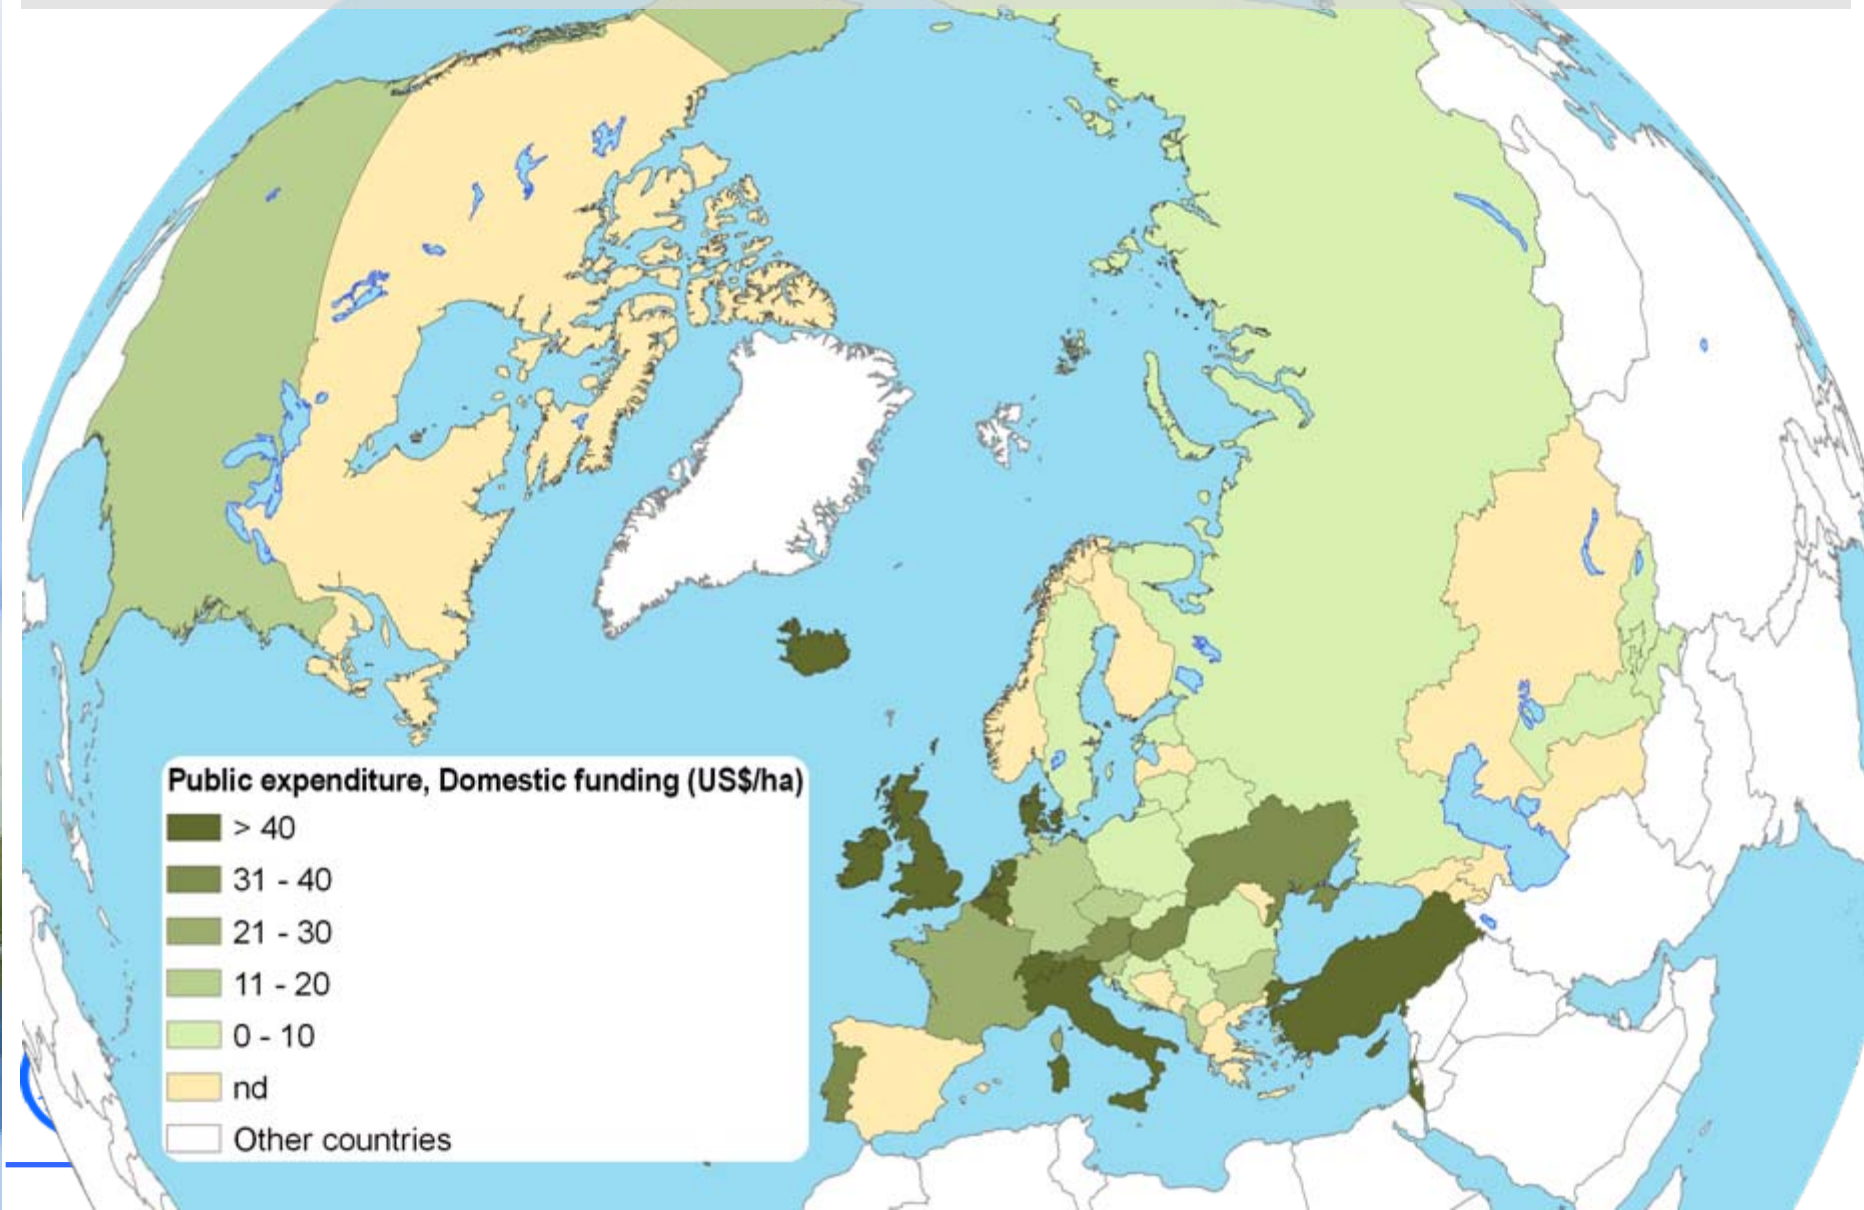 Public expenditure, Domestic funding (US$/ha)
> 40
31 - 40
21 - 30
11 - 20
0 - 10
nd
Other countries